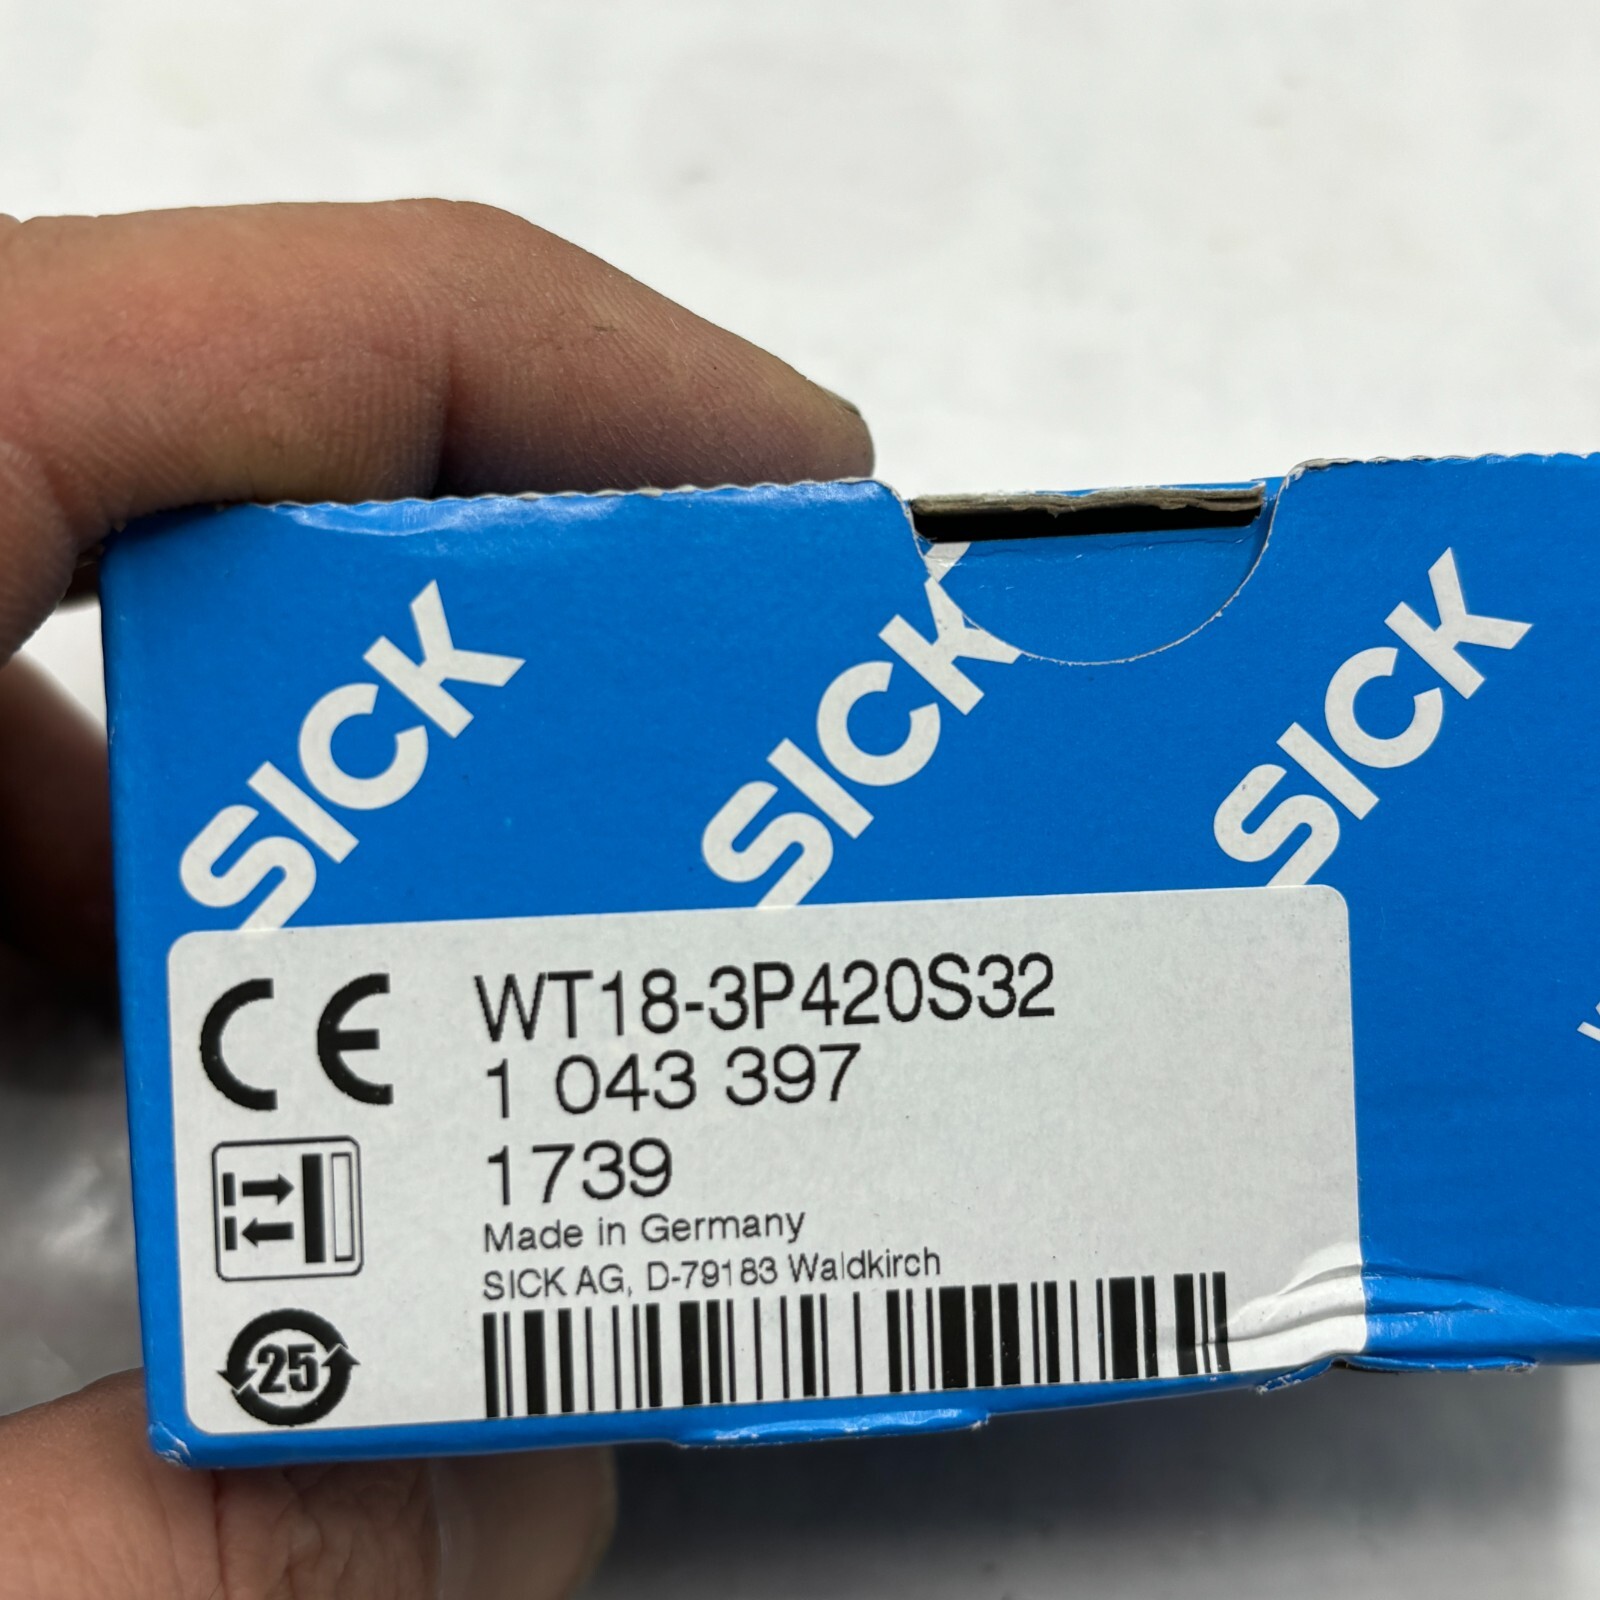 SICK
SICK
SICK
CE
WT18-3P420S32
1 043 397
1739
Made in Germany
SICK AG, D-79183 Waldkirch
25